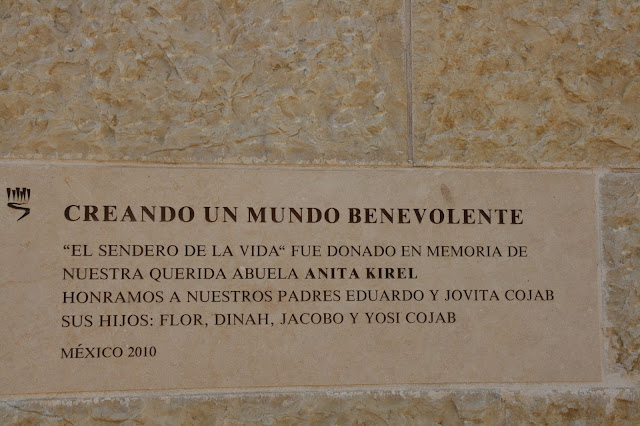 CREANDO UN MUNDO BENEVOLENTE
"EL SENDERO DE LA VIDA" FUE DONADO EN MEMORIA DE
NUESTRA QUERIDA ABUELA ANITA KIREL
HONRAMOS A NUESTROS PADRES EDUARDO Y JOVITA COJAB
SUS HIJOS: FLOR, DINAH, JACOBO Y YOSI COJAB
MÉXICO 2010